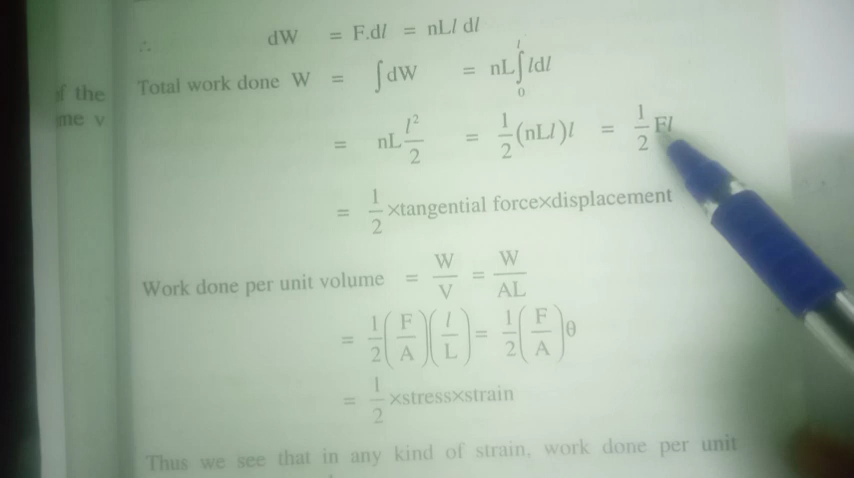 ∴ dW = F.dl = nLl dl
Total work done W = ∫dW = nL∫₀ˡ ldl
of the
me v
= nL l²/2 = 1/2 (nLl)l = 1/2 Fl
= 1/2 ×tangential force×displacement
Work done per unit volume = W/V = W/AL
= 1/2 (F/A)(l/L) = 1/2 (F/A)θ
= 1/2 ×stress×strain
Thus we see that in any kind of strain, work done per unit